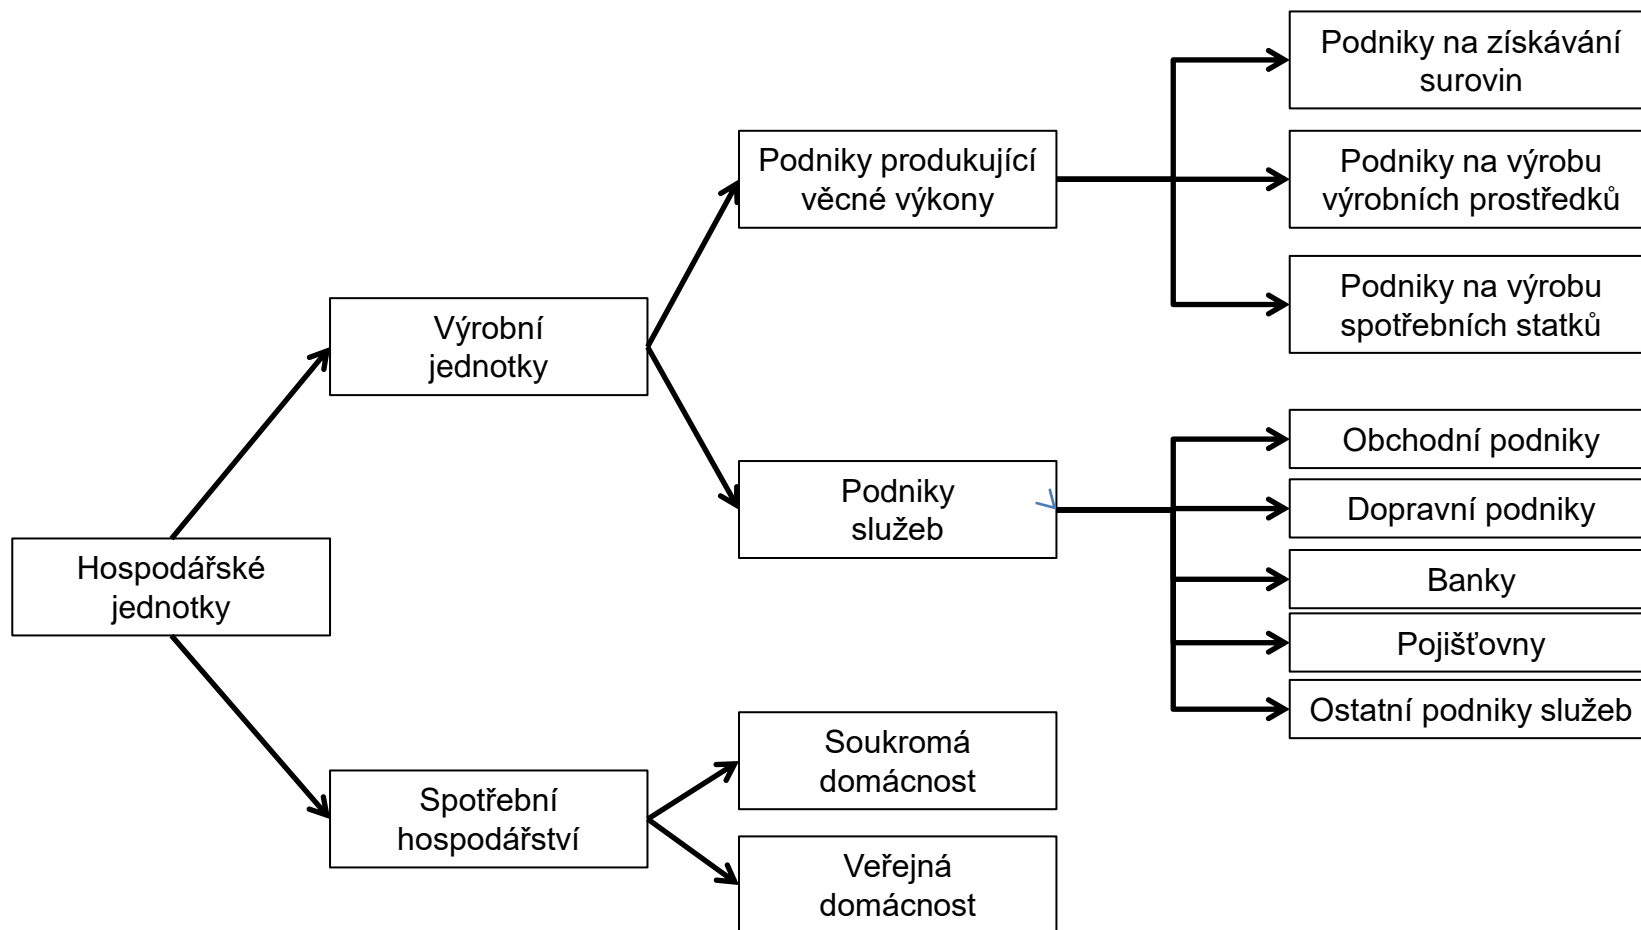 Podniky na získávání
surovin
Podniky produkující
věcné výkony
Podniky na výrobu
výrobních prostředků
Podniky na výrobu
spotřebních statků
Výrobní
jednotky
Obchodní podniky
Podniky
služeb
Dopravní podniky
Hospodářské
jednotky
Banky
Pojišťovny
Ostatní podniky služeb
Soukromá
domácnost
Spotřební
hospodářství
Veřejná
domácnost